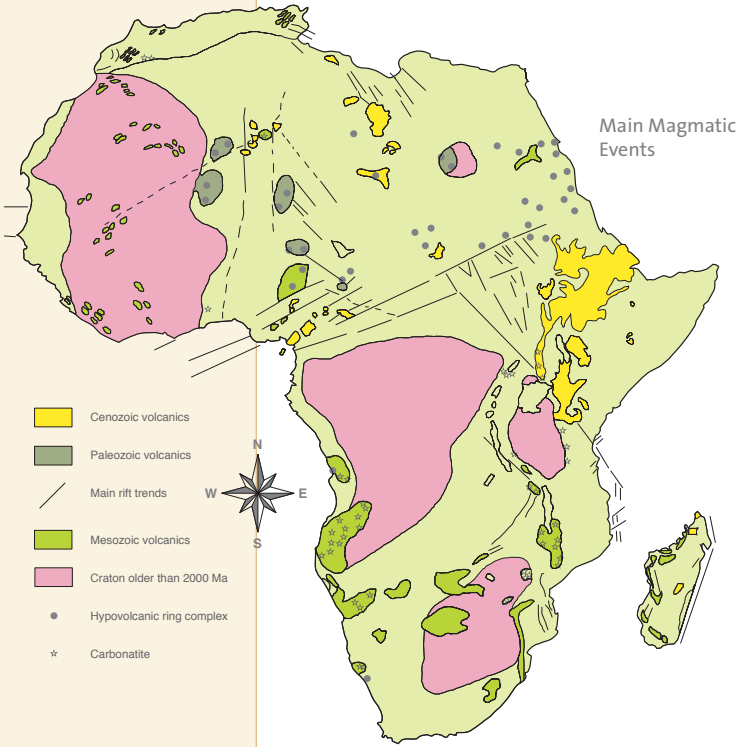 Main Magmatic
Events
Cenozoic volcanics
Paleozoic volcanics
Main rift trends
Mesozoic volcanics
Craton older than 2000 Ma
Hypovolcanic ring complex
Carbonatite
N
W
E
S